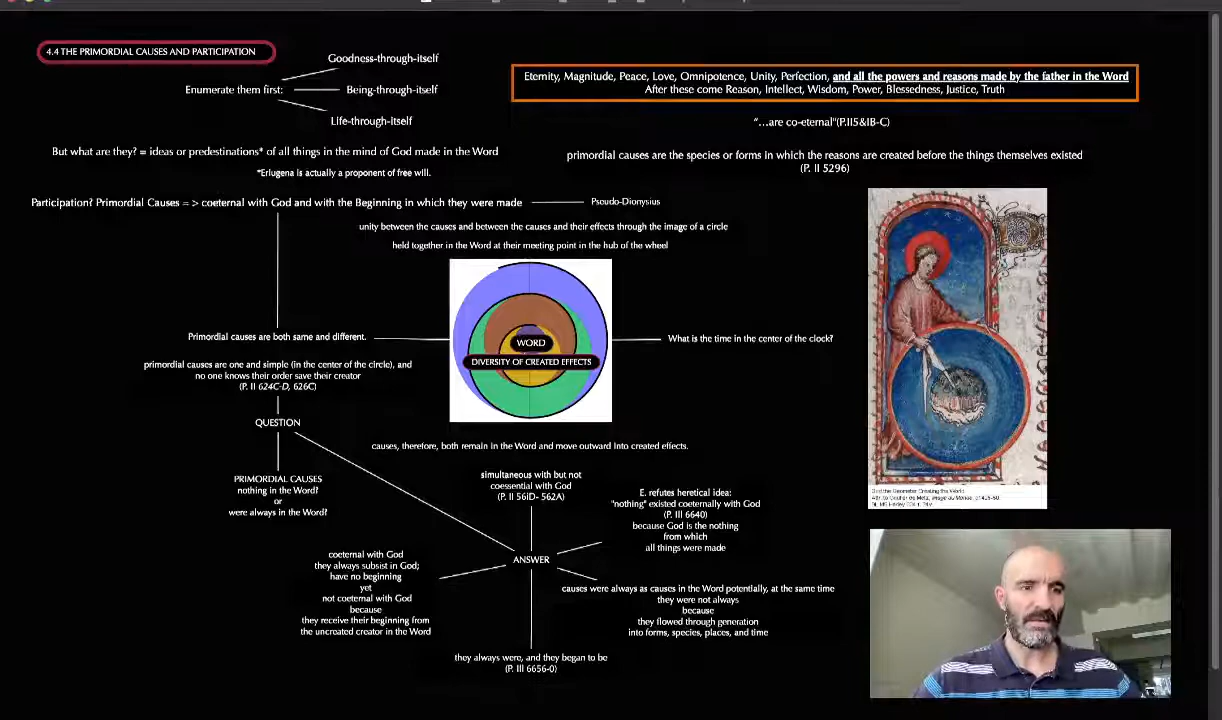 4.4 THE PRIMORDIAL CAUSES AND PARTICIPATION
Goodness-through-itself
Enumerate them first:
Being-through-itself
Life-through-itself
Eternity, Magnitude, Peace, Love, Omnipotence, Unity, Perfection, and all the powers and reasons made by the father in the Word
After these come Reason, Intellect, Wisdom, Power, Blessedness, Justice, Truth
"...are co-eternal"(P.II5&IB-C)
But what are they? = ideas or predestinations* of all things in the mind of God made in the Word
*Eriugena is actually a proponent of free will.
primordial causes are the species or forms in which the reasons are created before the things themselves existed
(P. II 5296)
Participation? Primordial Causes = > coeternal with God and with the Beginning in which they were made
Pseudo-Dionysius
unity between the causes and between the causes and their effects through the image of a circle
held together in the Word at their meeting point in the hub of the wheel
Primordial causes are both same and different.
WORD
DIVERSITY OF CREATED EFFECTS
What is the time in the center of the clock?
primordial causes are one and simple (in the center of the circle), and
no one knows their order save their creator
(P. II 624C-D, 626C)
QUESTION
causes, therefore, both remain in the Word and move outward into created effects.
PRIMORDIAL CAUSES
nothing in the Word?
or
were always in the Word?
simultaneous with but not
coessential with God
(P. II 56ID- 562A)
E. refutes heretical idea:
"nothing" existed coeternally with God
(P. III 6640)
because God is the nothing
from which
all things were made
ANSWER
coeternal with God
they always subsist in God;
have no beginning
yet
not coeternal with God
because
they receive their beginning from
the uncreated creator in the Word
causes were always as causes in the Word potentially, at the same time
they were not always
because
they flowed through generation
into forms, species, places, and time
they always were, and they began to be
(P. III 6656-0)
God the Geometer Creating the World